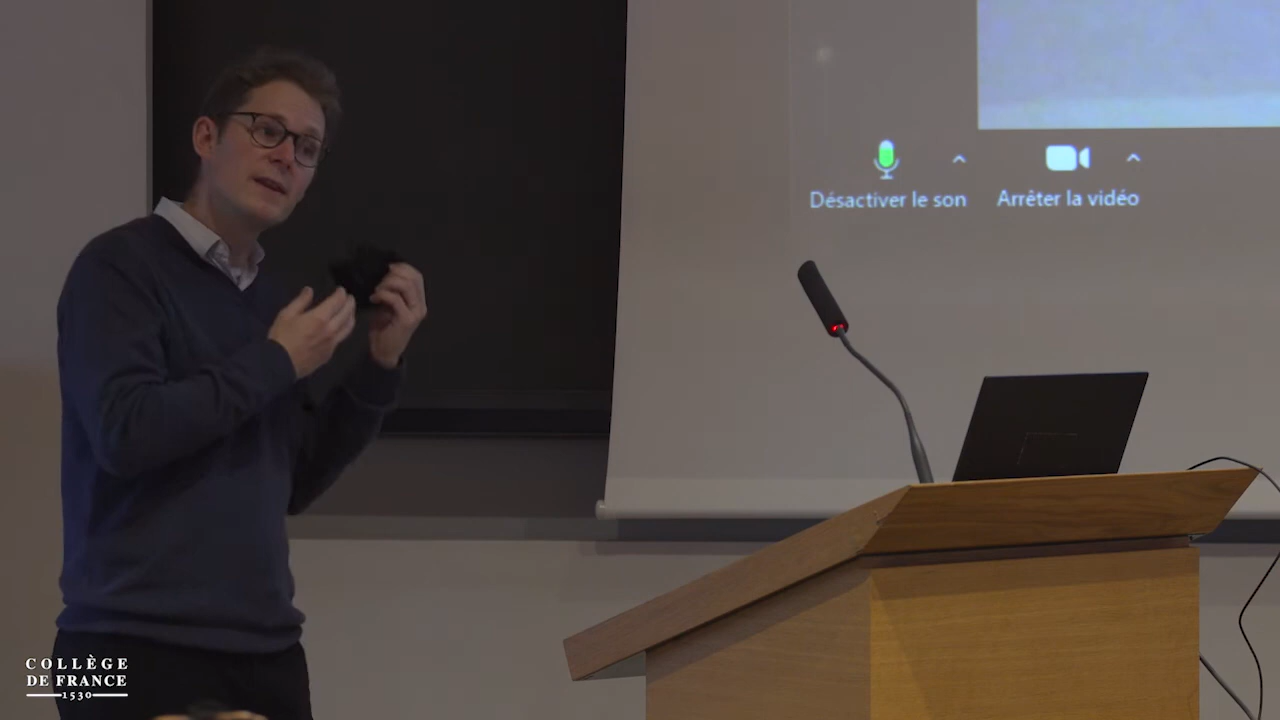 Désactiver le son
Arrêter la vidéo
COLLÈGE
DE FRANCE
1530